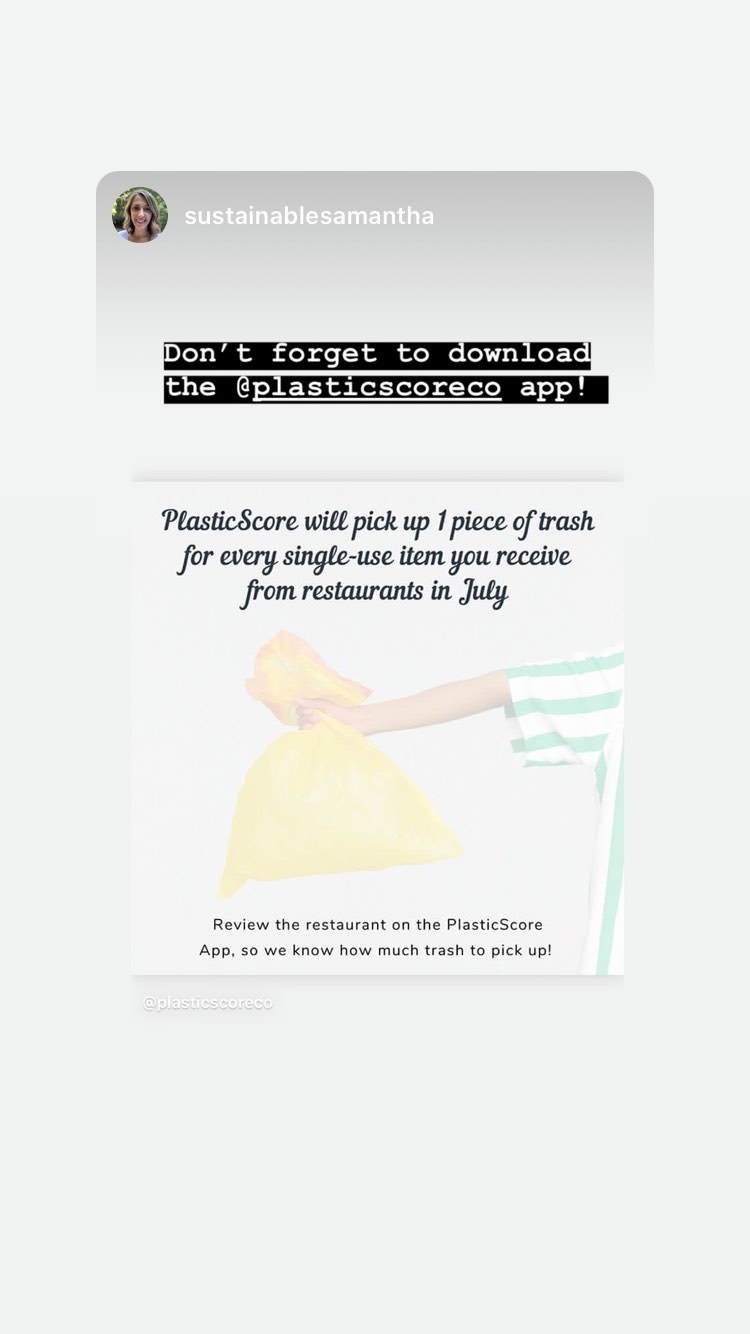 sustainablesamantha
Don't forget to download
the @plasticscoreco app!
PlasticScore will pick up 1 piece of trash
for every single-use item you receive
from restaurants in July
Review the restaurant on the PlasticScore
App, so we know how much trash to pick up!
@plasticscoreco